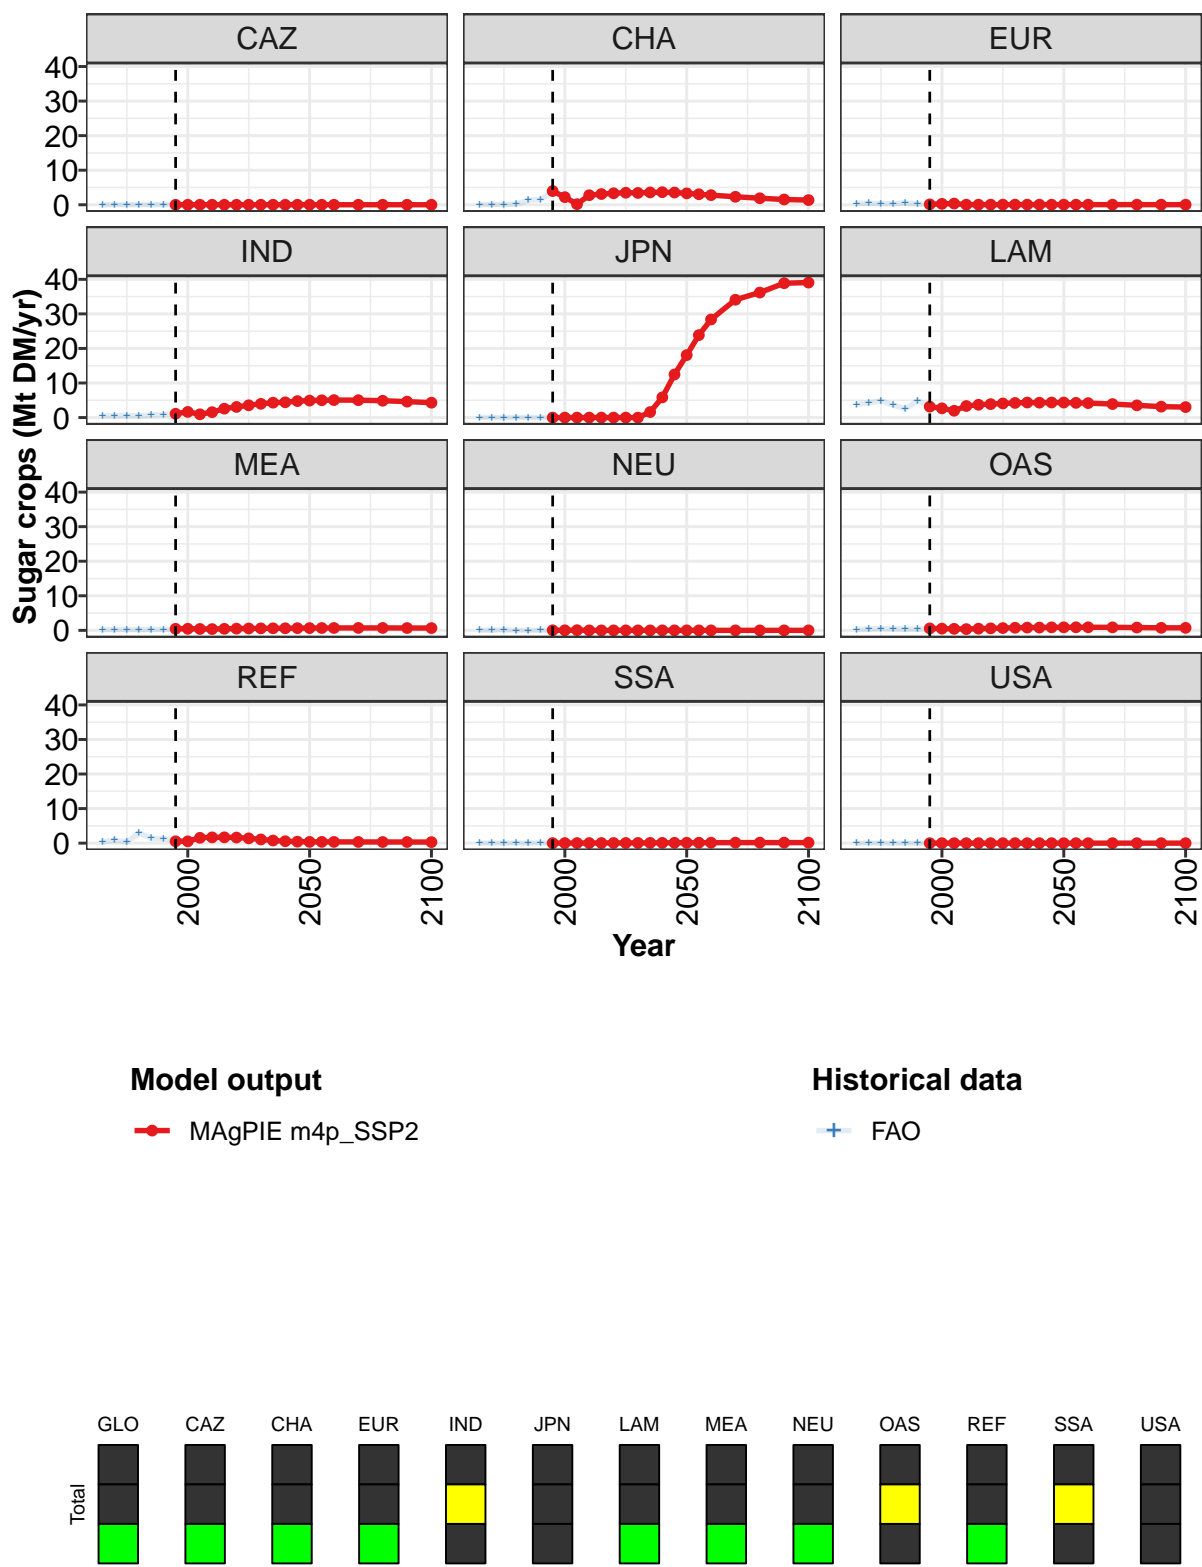 CAZ CHA EUR
40
30
20
10
0
IND JPN LAM
40
30
20
10
0
MEA NEU OAS
40
30
20
10
0
REF SSA USA
40
30
20
10
0
Sugar crops (Mt DM/yr)
2000 2050 2100 2000 2050 2100 2000 2050 2100
Year
Model output Historical data
MAgPIE m4p_SSP2 FAO
GLO CAZ CHA EUR IND JPN LAM MEA NEU OAS REF SSA USA
Total